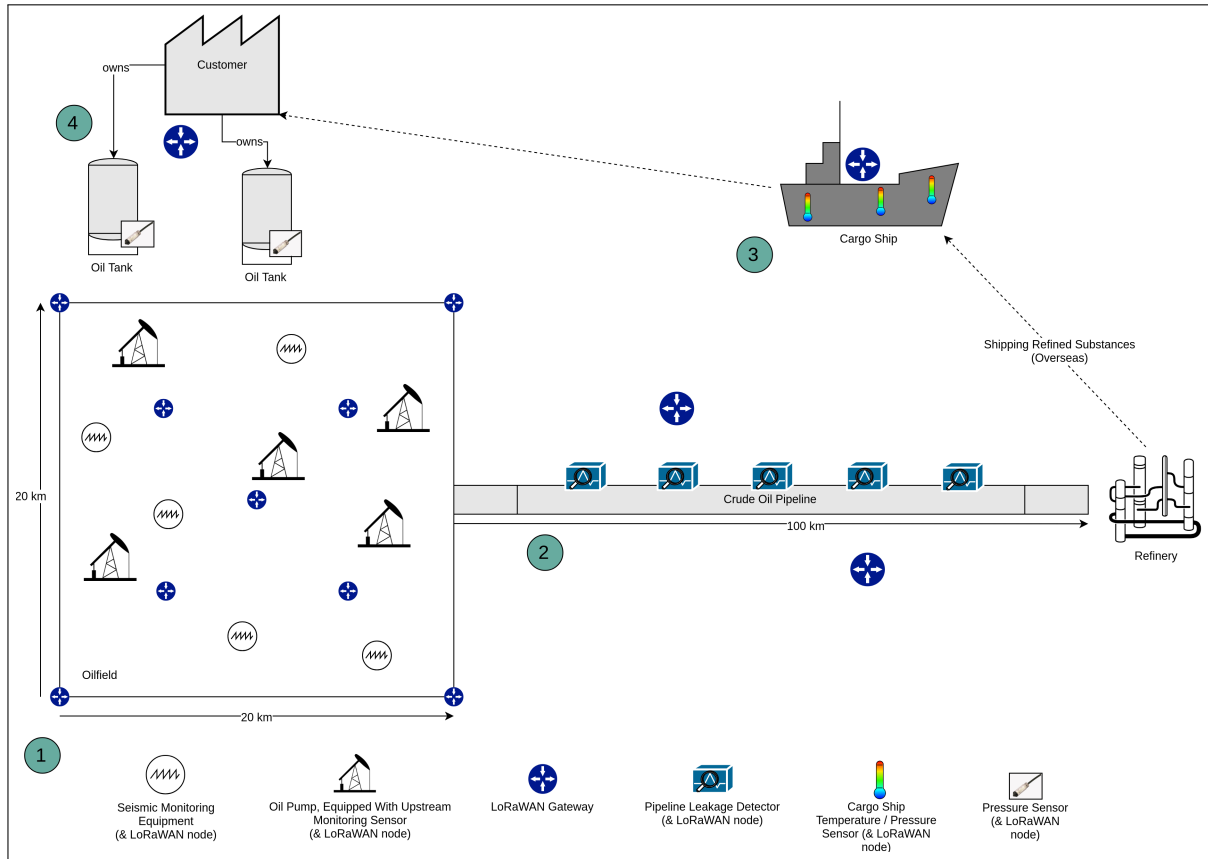 Customer
owns
4
owns
Oil Tank
Oil Tank
3
Cargo Ship
Shipping Refined Substances
(Overseas)
20 km
Crude Oil Pipeline
100 km
2
Refinery
Oilfield
20 km
1
Seismic Monitoring
Equipment
(& LoRaWAN node)
Oil Pump, Equipped With Upstream
Monitoring Sensor
(& LoRaWAN node)
LoRaWAN Gateway
Pipeline Leakage Detector
(& LoRaWAN node)
Cargo Ship
Temperature / Pressure
Sensor (& LoRaWAN
node)
Pressure Sensor
(& LoRaWAN
node)